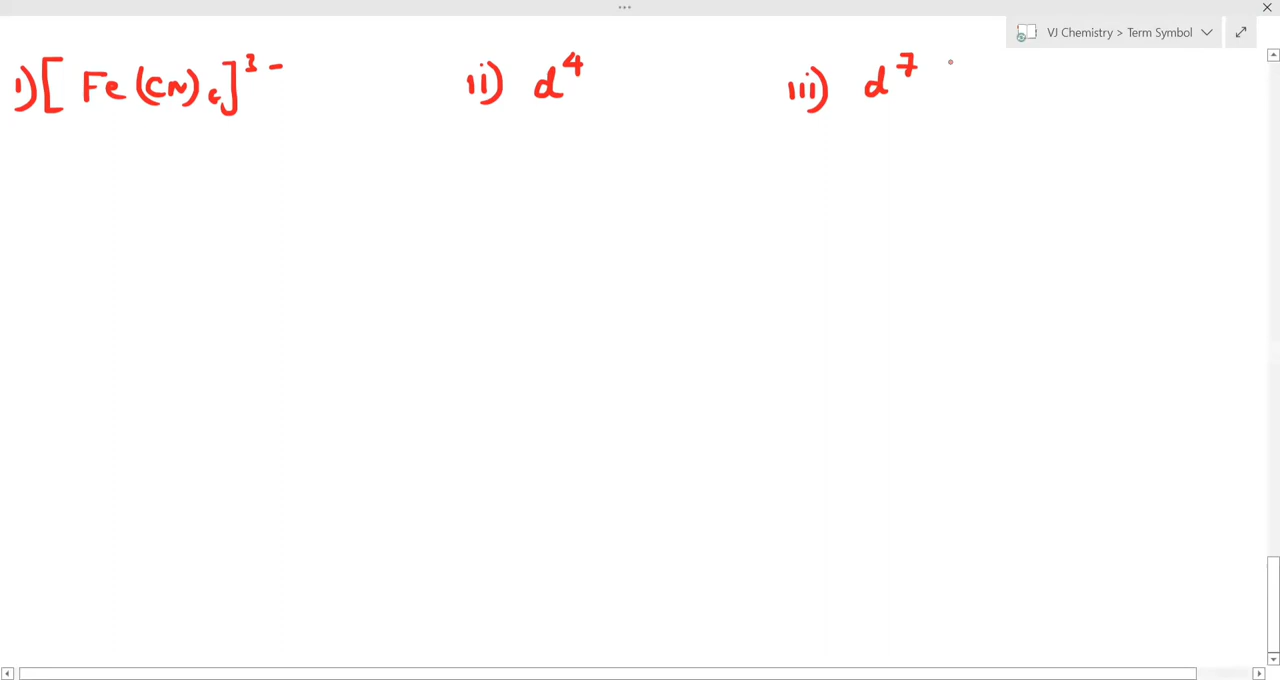 VJ Chemistry > Term Symbol
i) [Fe(CN)₆]³⁻ ii) d⁴ iii) d⁷